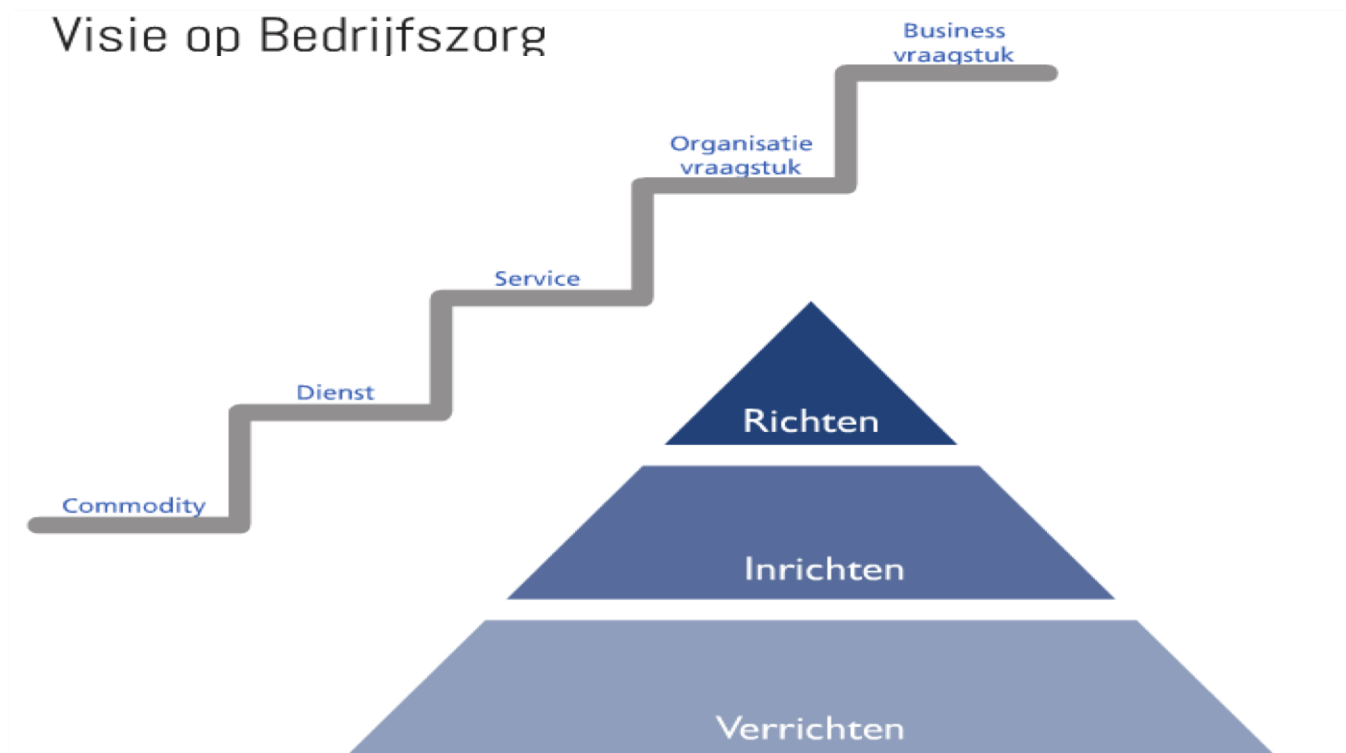 Visie op Bedrijfszorg
Business
vraagstuk
Organisatie
vraagstuk
Service
Dienst
Commodity
Richten
Inrichten
Verrichten